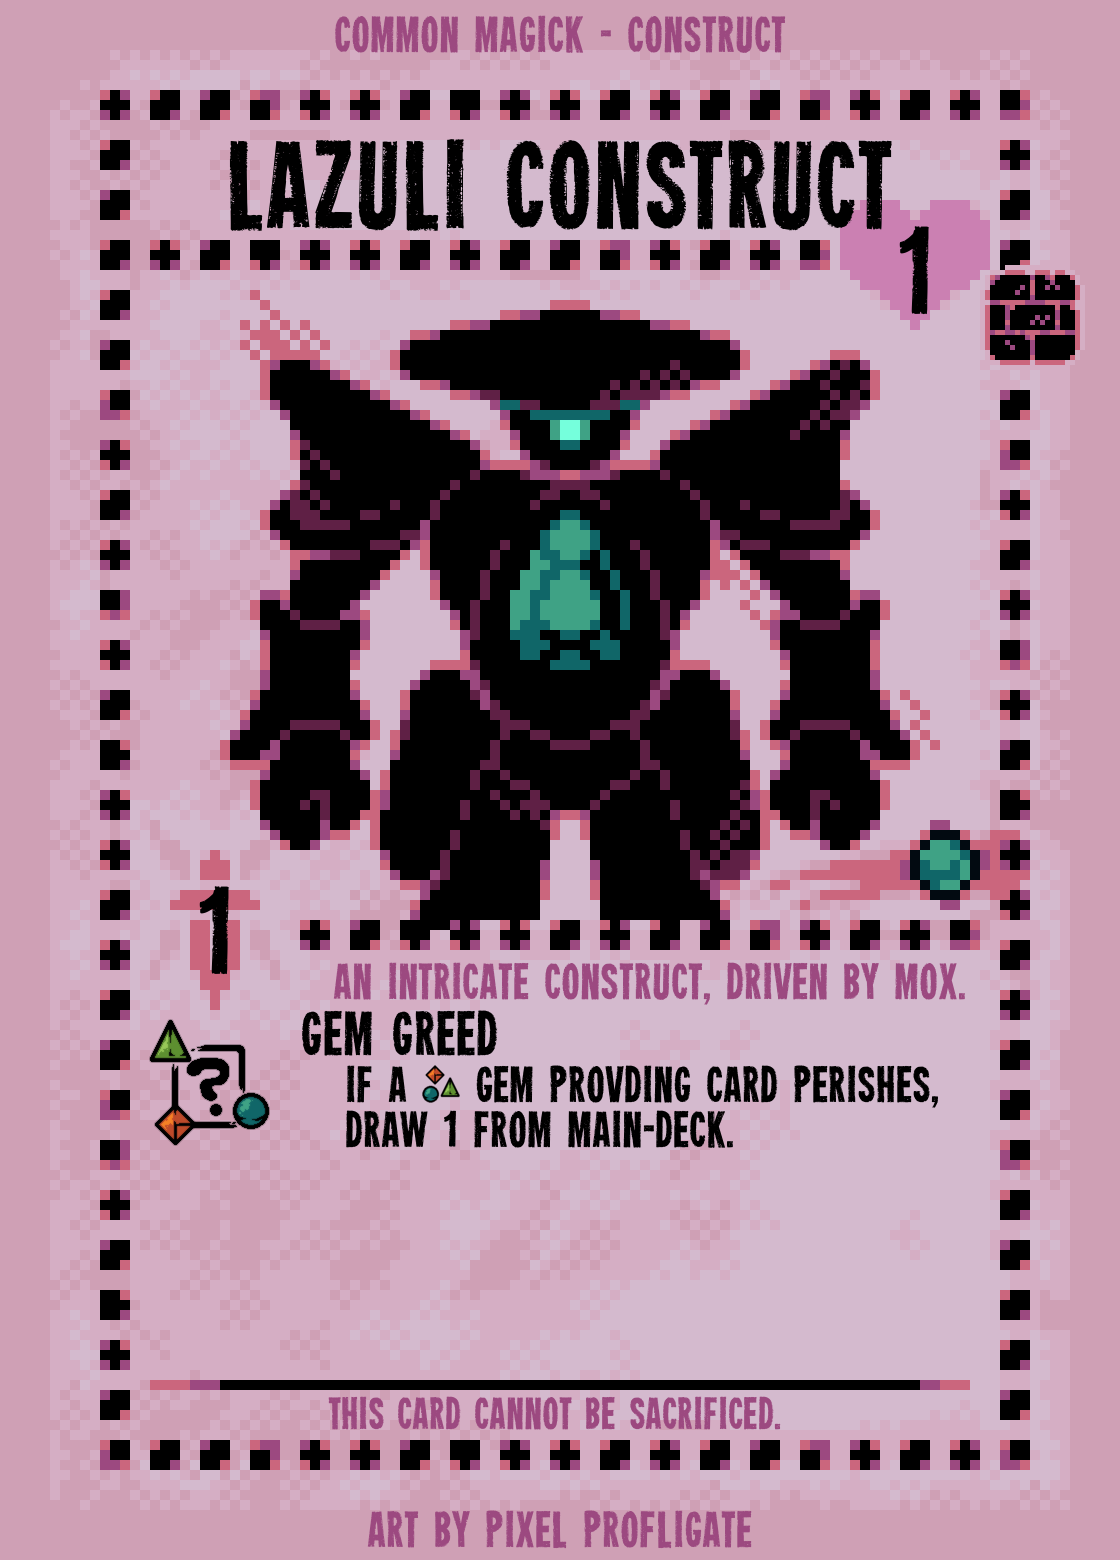 COMMON MAGICK - CONSTRUCT
LAZULI CONSTRUCT
1
1
AN INTRICATE CONSTRUCT, DRIVEN BY MOX.
GEM GREED
?
IF A GEM PROVDING CARD PERISHES,
DRAW 1 FROM MAIN-DECK.
THIS CARD CANNOT BE SACRIFICED.
ART BY PIXEL PROFLIGATE